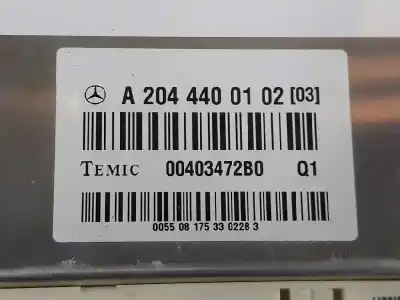 A 204 440 01 02 [03]
TEMIC 00403472B0 Q1
0055 08 175 33 0228 3